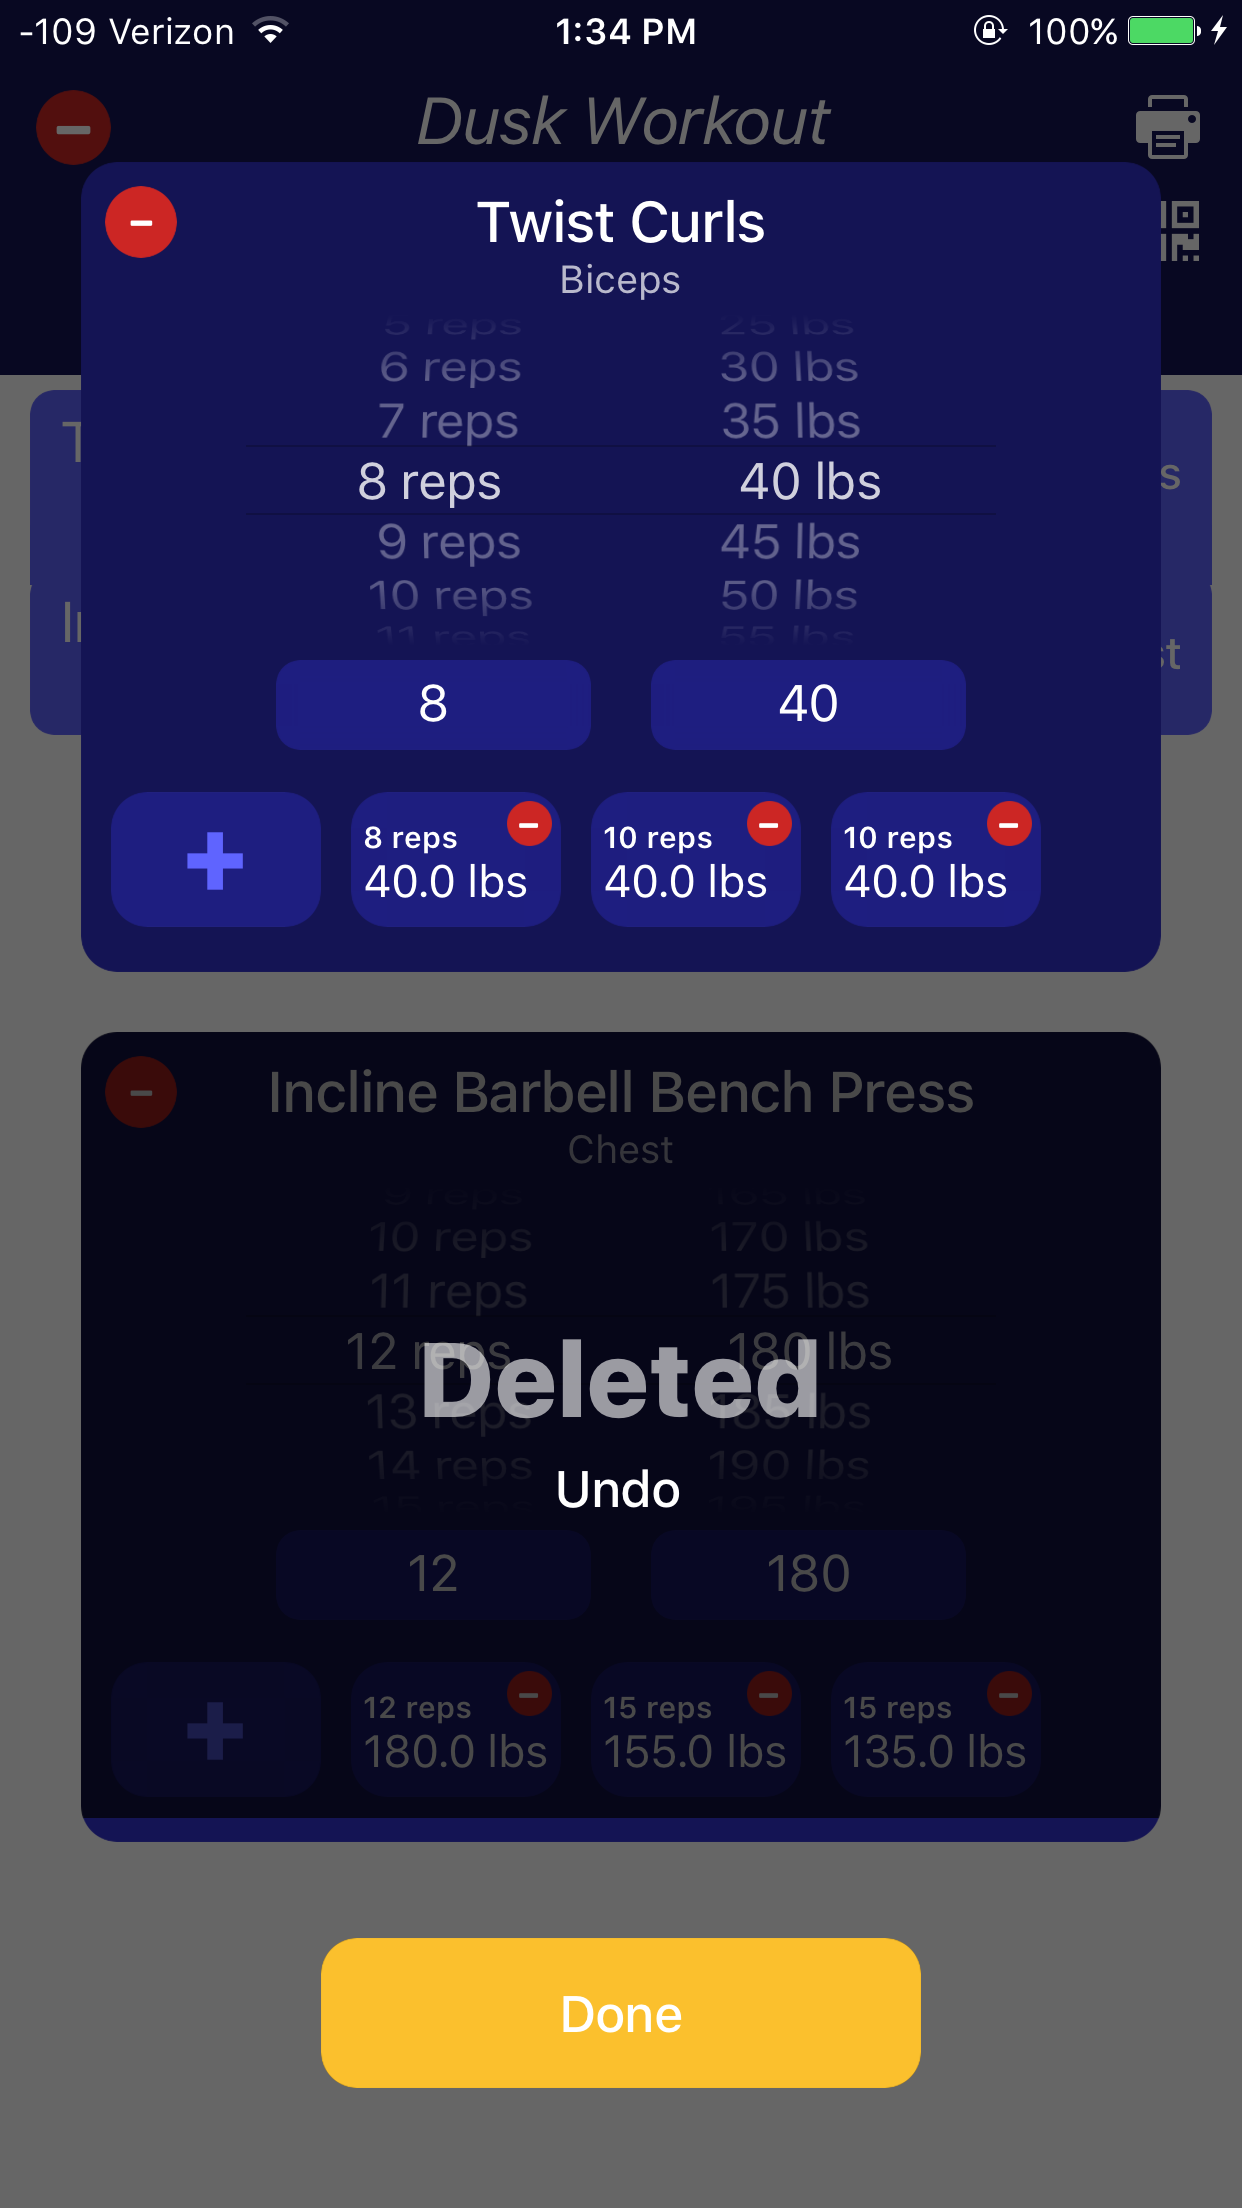 -109 Verizon 1:34 PM 100%
Dusk Workout
Twist Curls
Biceps
5 reps 25 lbs
6 reps 30 lbs
7 reps 35 lbs
8 reps 40 lbs
9 reps 45 lbs
10 reps 50 lbs
11 reps 55 lbs
8 40
8 reps 10 reps 10 reps
40.0 lbs 40.0 lbs 40.0 lbs
Incline Barbell Bench Press
Chest
9 reps 165 lbs
10 reps 170 lbs
11 reps 175 lbs
12 reps 180 lbs
Deleted
13 reps 185 lbs
14 reps 190 lbs
Undo
15 reps 195 lbs
12 180
12 reps 15 reps 15 reps
180.0 lbs 155.0 lbs 135.0 lbs
Done